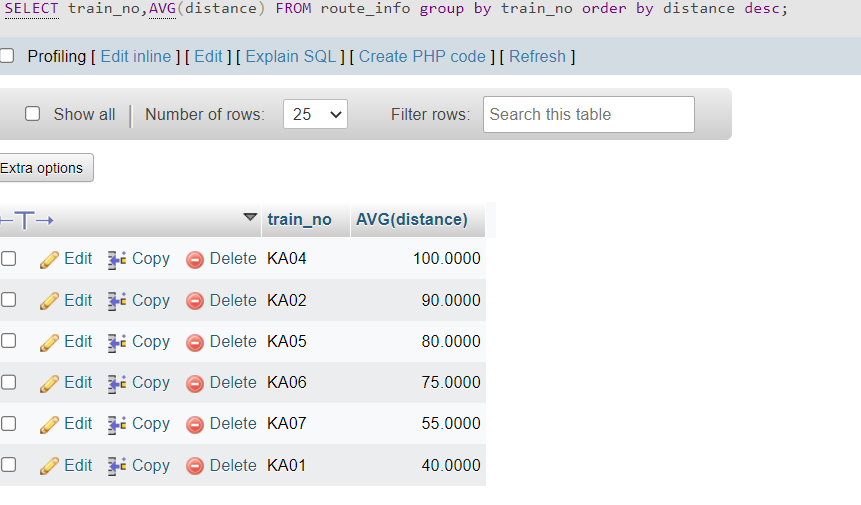 SELECT train_no,AVG(distance) FROM route_info group by train_no order by distance desc;
Profiling [ Edit inline ] [ Edit ] [ Explain SQL ] [ Create PHP code ] [ Refresh ]
Show all Number of rows: 25 Filter rows: Search this table
Extra options
←T→ train_no AVG(distance)
Edit Copy Delete KA04 100.0000
Edit Copy Delete KA02 90.0000
Edit Copy Delete KA05 80.0000
Edit Copy Delete KA06 75.0000
Edit Copy Delete KA07 55.0000
Edit Copy Delete KA01 40.0000